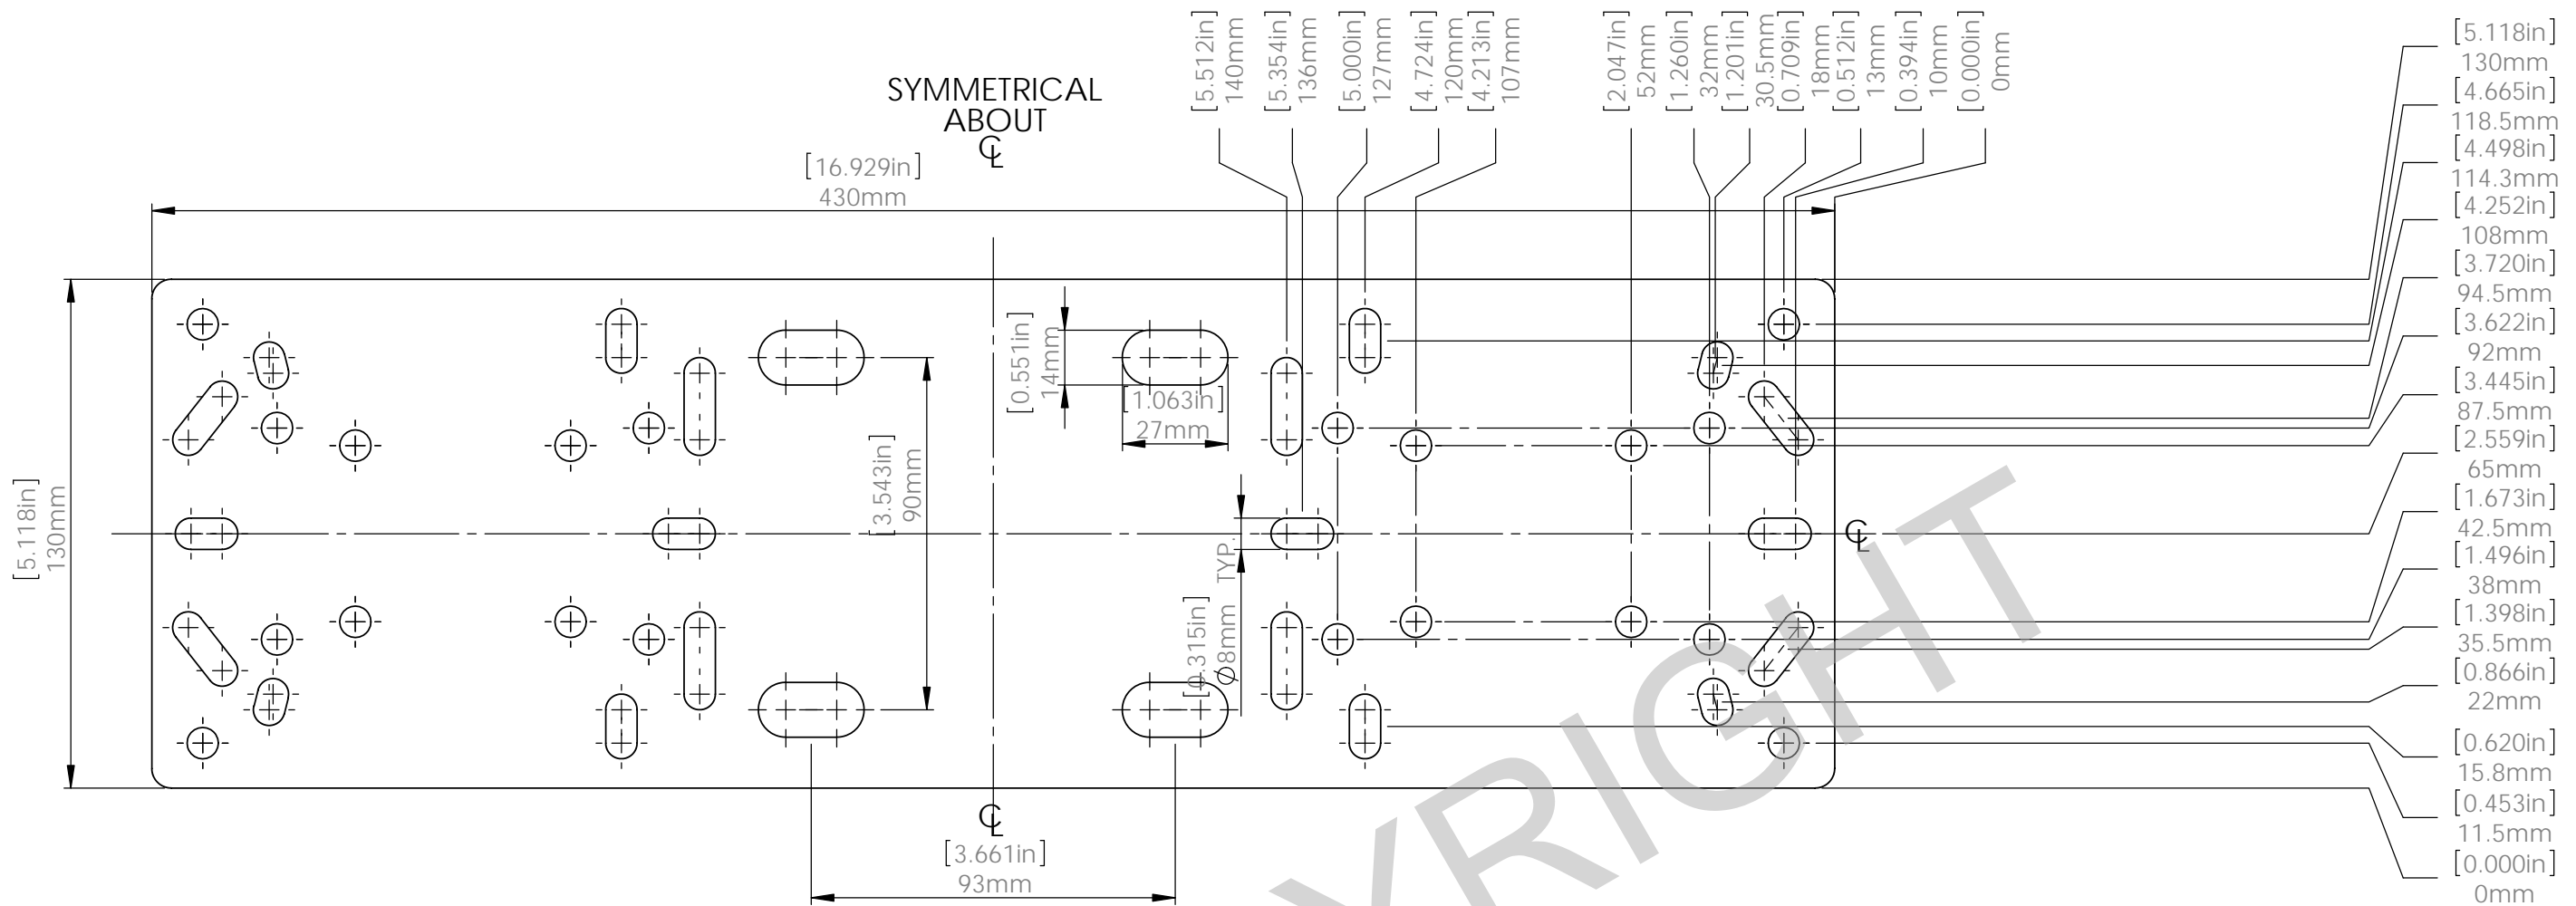 SYMMETRICAL
ABOUT
℄
[16.929in]
430mm
[5.512in]
140mm
[5.354in]
136mm
[5.000in]
127mm
[4.724in]
120mm
[4.213in]
107mm
[2.047in]
52mm
[1.260in]
32mm
[1.201in]
30.5mm
[0.709in]
18mm
[0.512in]
13mm
[0.394in]
10mm
[0.000in]
0mm
[5.118in]
130mm
[4.665in]
118.5mm
[4.498in]
114.3mm
[4.252in]
108mm
[3.720in]
94.5mm
[3.622in]
92mm
[3.445in]
87.5mm
[2.559in]
65mm
[1.673in]
42.5mm
[1.496in]
38mm
[1.398in]
35.5mm
[0.866in]
22mm
[0.620in]
15.8mm
[0.453in]
11.5mm
[0.000in]
0mm
[5.118in]
130mm
[3.543in]
90mm
[0.551in]
14mm
[1.063in]
27mm
[0.315in]
⌀8mm TYP.
℄
℄
[3.661in]
93mm
YRIGHT